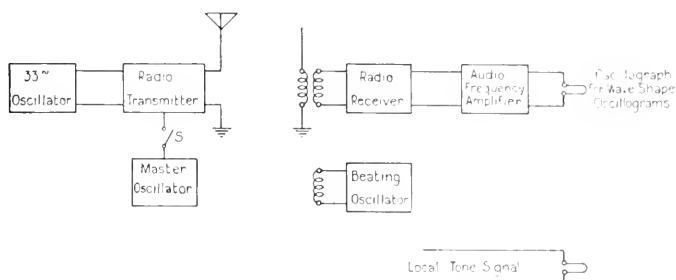 33~
Oscillator
Radio
Transmitter
S
Master
Oscillator
Radio
Receiver
Audio
Frequency
Amplifier
Oscillograph
for Wave Shape
Oscillograms
Beating
Oscillator
Local Tone Signal